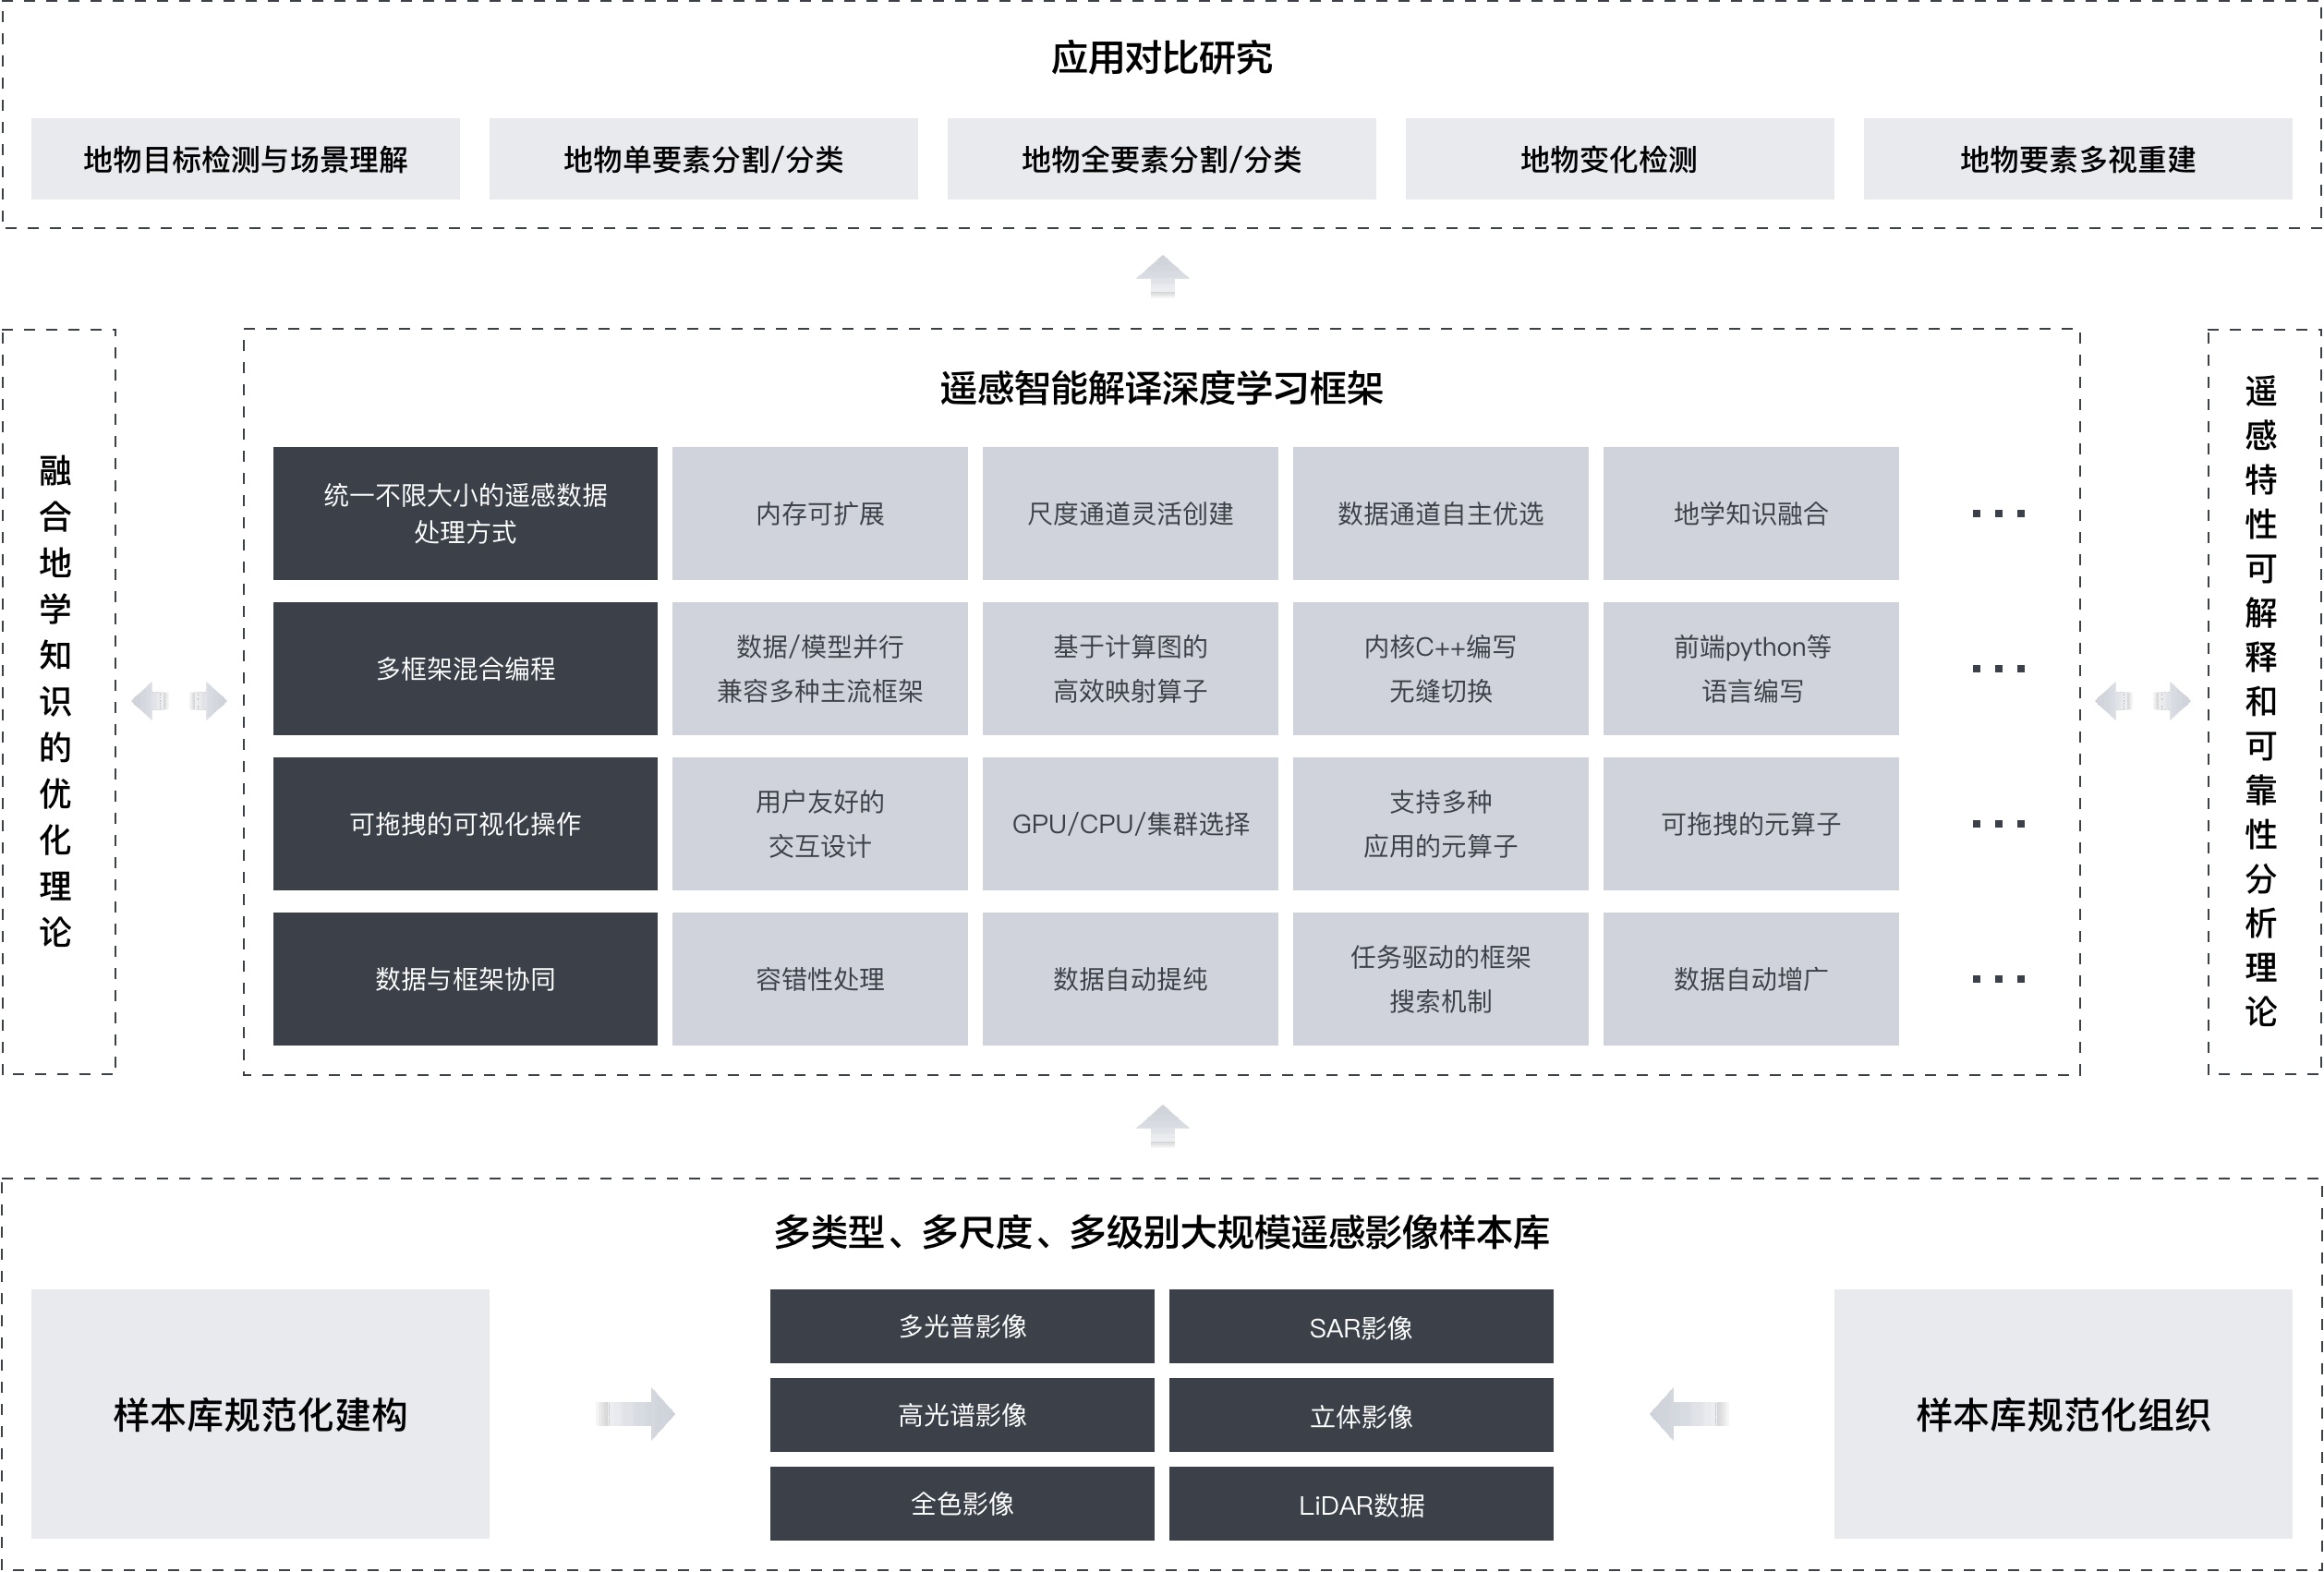 应用对比研究
地物目标检测与场景理解
地物单要素分割/分类
地物全要素分割/分类
地物变化检测
地物要素多视重建
融合地学知识的优化理论
遥感智能解译深度学习框架
统一不限大小的遥感数据
处理方式
内存可扩展
尺度通道灵活创建
数据通道自主优选
地学知识融合
...
多框架混合编程
数据/模型并行
兼容多种主流框架
基于计算图的
高效映射算子
内核C++编写
无缝切换
前端python等
语言编写
...
可拖拽的可视化操作
用户友好的
交互设计
GPU/CPU/集群选择
支持多种
应用的元算子
可拖拽的元算子
...
数据与框架协同
容错性处理
数据自动提纯
任务驱动的框架
搜索机制
数据自动增广
...
遥感特性可解释和可靠性分析理论
多类型、多尺度、多级别大规模遥感影像样本库
样本库规范化建构
多光普影像
SAR影像
高光谱影像
立体影像
全色影像
LiDAR数据
样本库规范化组织